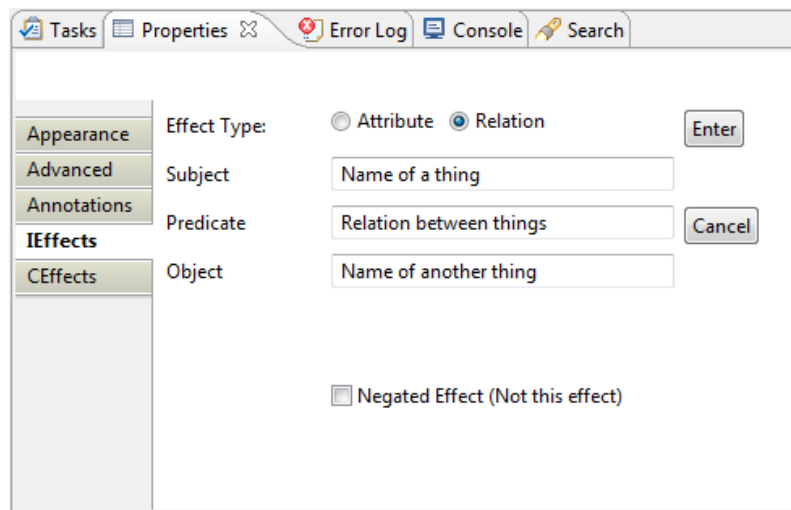 Tasks Properties Error Log Console Search
Effect Type: Attribute Relation Enter
Appearance
Advanced Subject Name of a thing
Annotations
Predicate Relation between things Cancel
IEffects
CEffects Object Name of another thing
Negated Effect (Not this effect)